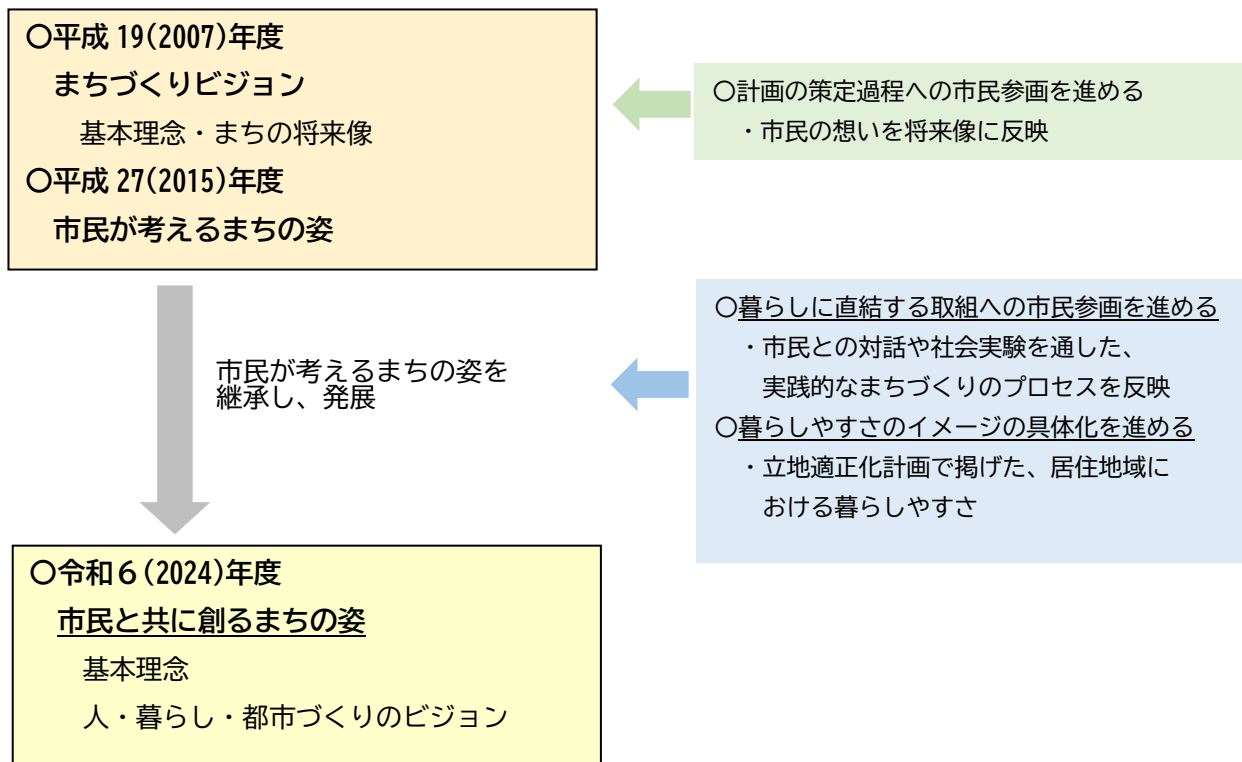 〇平成 19(2007)年度
まちづくりビジョン
基本理念・まちの将来像
〇平成 27(2015)年度
市民が考えるまちの姿
〇計画の策定過程への市民参画を進める
・市民の想いを将来像に反映
市民が考えるまちの姿を
継承し、発展
〇暮らしに直結する取組への市民参画を進める
・市民との対話や社会実験を通した、
実践的なまちづくりのプロセスを反映
〇暮らしやすさのイメージの具体化を進める
・立地適正化計画で掲げた、居住地域に
おける暮らしやすさ
〇令和６(2024)年度
市民と共に創るまちの姿
基本理念
人・暮らし・都市づくりのビジョン